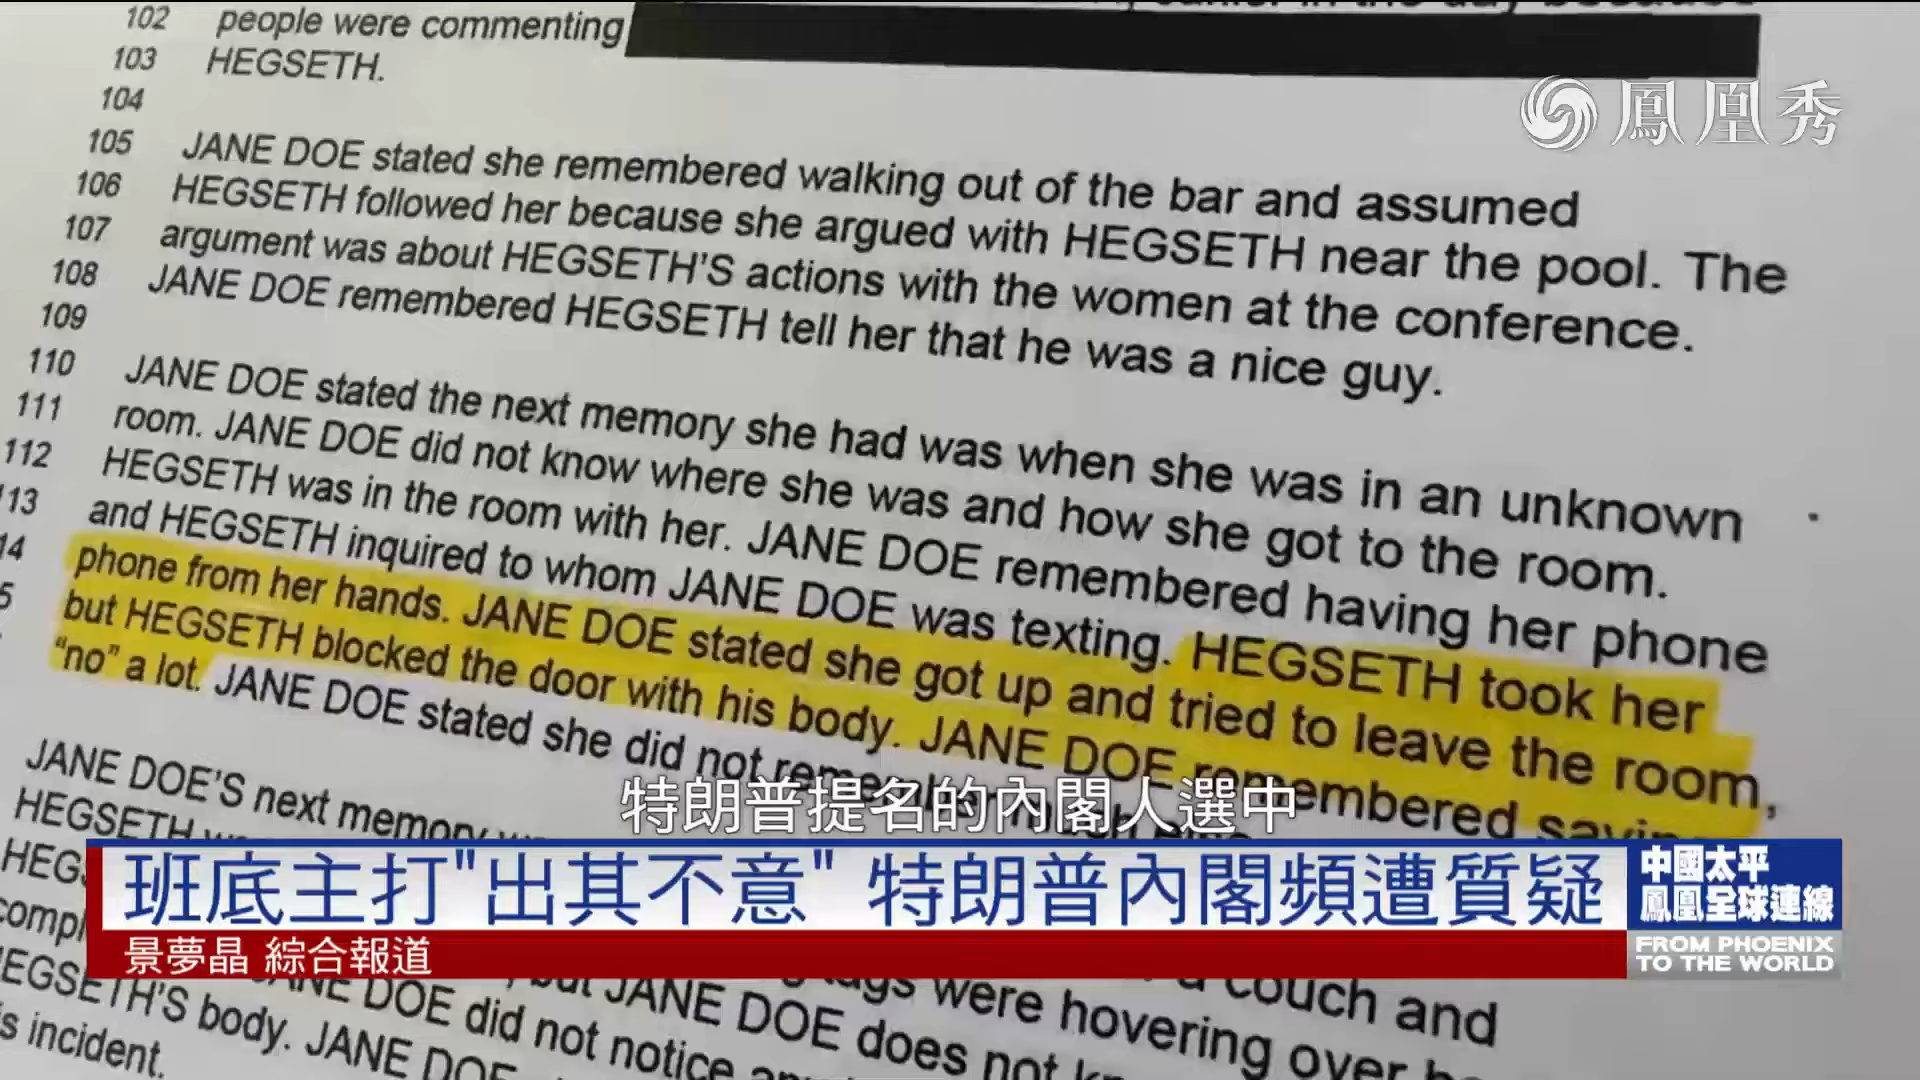 102 people were commenting
103 HEGSETH.
104
105 JANE DOE stated she remembered walking out of the bar and assumed
106 HEGSETH followed her because she argued with HEGSETH near the pool. The
107 argument was about HEGSETH'S actions with the women at the conference.
108 JANE DOE remembered HEGSETH tell her that he was a nice guy.
109
110 JANE DOE stated the next memory she had was when she was in an unknown
111 room. JANE DOE did not know where she was and how she got to the room.
112 HEGSETH was in the room with her. JANE DOE remembered having her phone
113 and HEGSETH inquired to whom JANE DOE was texting. HEGSETH took her
14 phone from her hands. JANE DOE stated she got up and tried to leave the room,
5 but HEGSETH blocked the door with his body. JANE DOE remembered
“no” a lot. JANE DOE stated she did not
JANE DOE'S next memory
HEGSETH
couch and
tags were hovering over
HEGSETH'S body. JANE DOE did not notice
but JANE DOE does not
is incident. JANE DOE
鳳凰秀
特朗普提名的內閣人選中
班底主打"出其不意" 特朗普內閣頻遭質疑
景夢晶 綜合報道
中國太平
鳳凰全球連線
FROM PHOENIX
TO THE WORLD